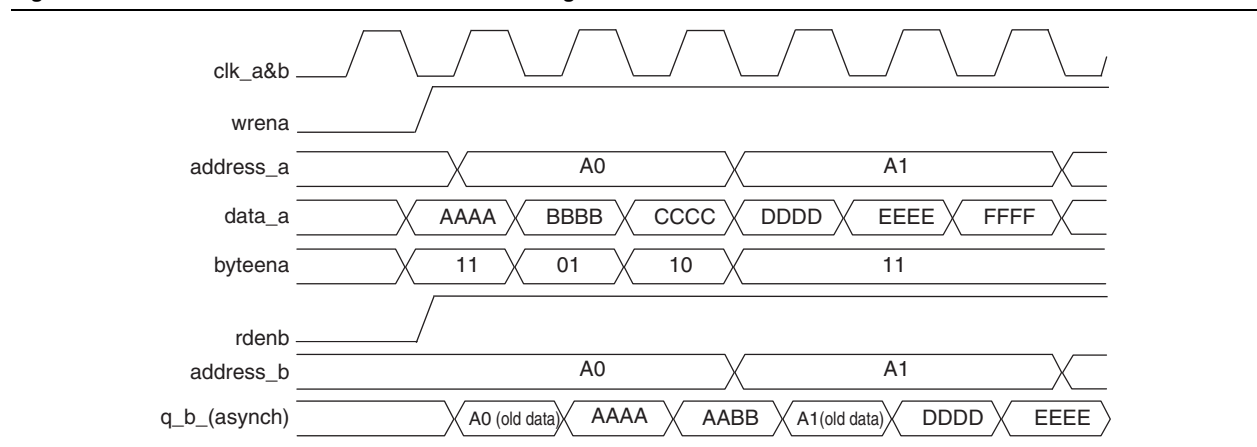 clk_a&b
wrena
address_a A0 A1
data_a AAAA BBBB CCCC DDDD EEEE FFFF
byteena 11 01 10 11
rdenb
address_b A0 A1
q_b_(asynch) A0 (old data) AAAA AABB A1(old data) DDDD EEEE